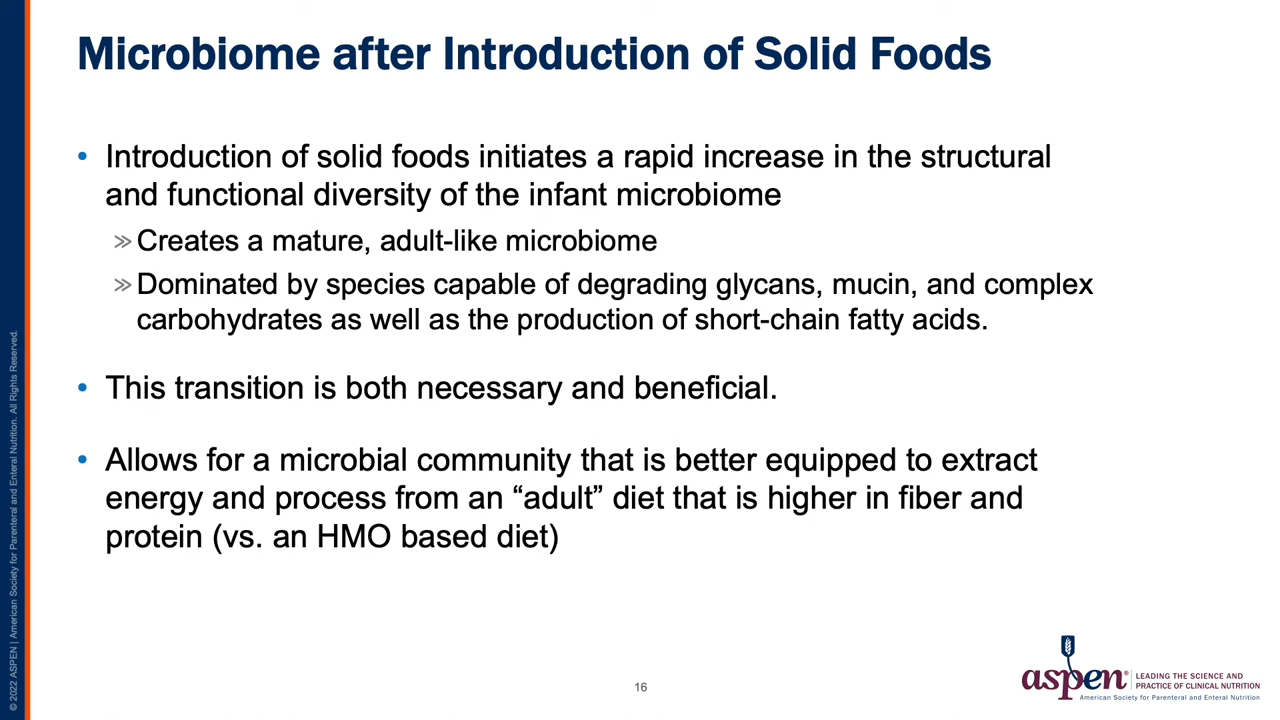 Microbiome after Introduction of Solid Foods
• Introduction of solid foods initiates a rapid increase in the structural
and functional diversity of the infant microbiome
» Creates a mature, adult-like microbiome
» Dominated by species capable of degrading glycans, mucin, and complex
carbohydrates as well as the production of short-chain fatty acids.
• This transition is both necessary and beneficial.
• Allows for a microbial community that is better equipped to extract
energy and process from an “adult” diet that is higher in fiber and
protein (vs. an HMO based diet)
© 2022 ASPEN | American Society for Parenteral and Enteral Nutrition. All Rights Reserved.
16
aspen®
LEADING THE SCIENCE AND
PRACTICE OF CLINICAL NUTRITION
American Society for Parenteral and Enteral Nutrition